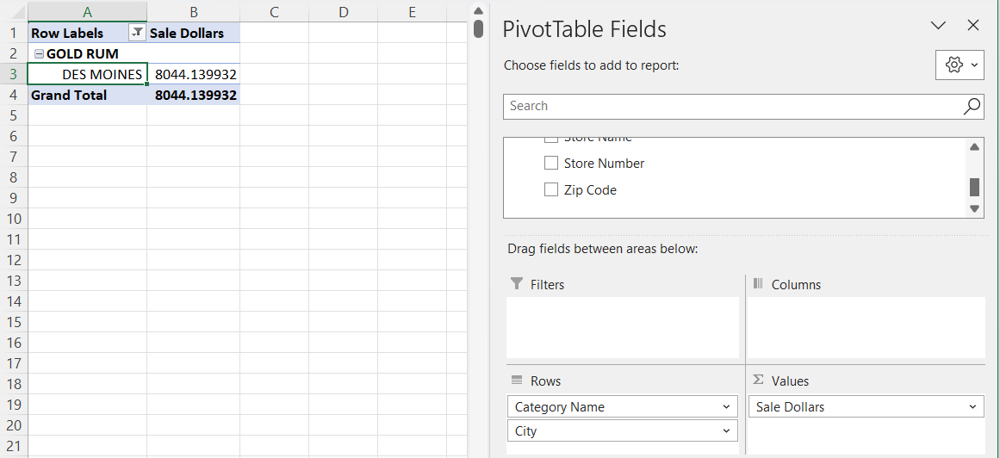 A B C D E
1 Row Labels Sale Dollars
2 GOLD RUM
3 DES MOINES 8044.139932
4 Grand Total 8044.139932
5
6
7
8
9
10
11
12
13
14
15
16
17
18
19
20
21
PivotTable Fields
Choose fields to add to report:
Search
Store Name
Store Number
Zip Code
Drag fields between areas below:
Filters
Columns
Rows
Σ Values
Category Name
Sale Dollars
City